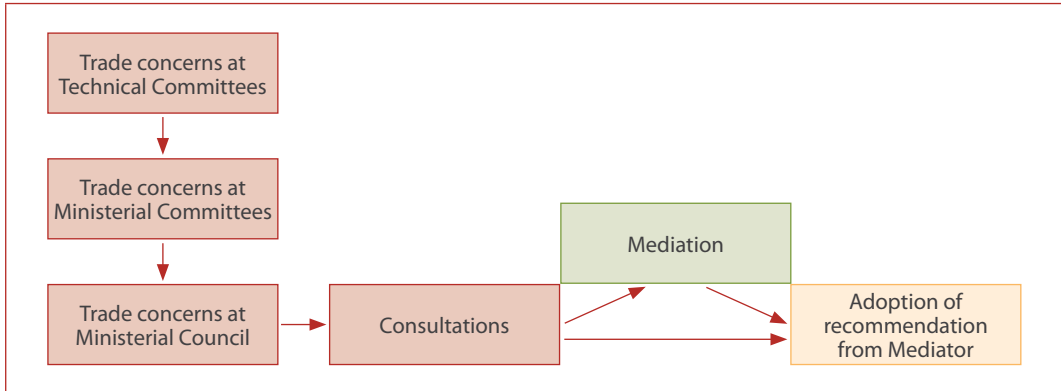 Trade concerns at
Technical Committees
Trade concerns at
Ministerial Committees
Trade concerns at
Ministerial Council
Consultations
Mediation
Adoption of
recommendation
from Mediator